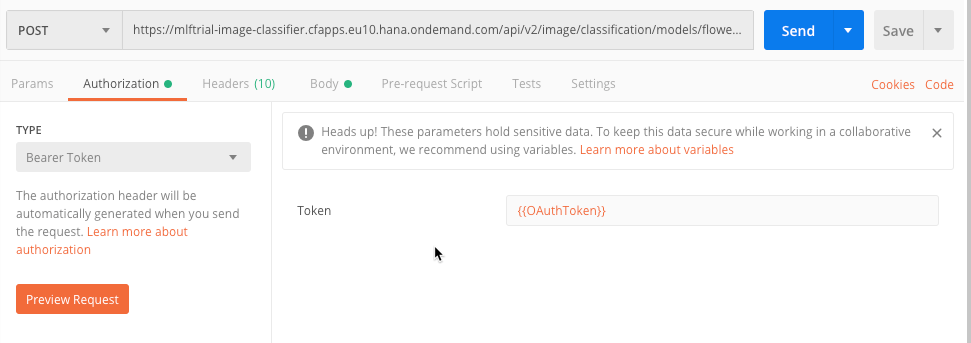 POST
https://mlftrial-image-classifier.cfapps.eu10.hana.ondemand.com/api/v2/image/classification/models/flowe...
Send
Save
Params
Authorization
Headers (10)
Body
Pre-request Script
Tests
Settings
Cookies
Code
TYPE
Bearer Token
The authorization header will be
automatically generated when you send
the request. Learn more about
authorization
Preview Request
Heads up! These parameters hold sensitive data. To keep this data secure while working in a collaborative
environment, we recommend using variables. Learn more about variables
Token
{{OAuthToken}}